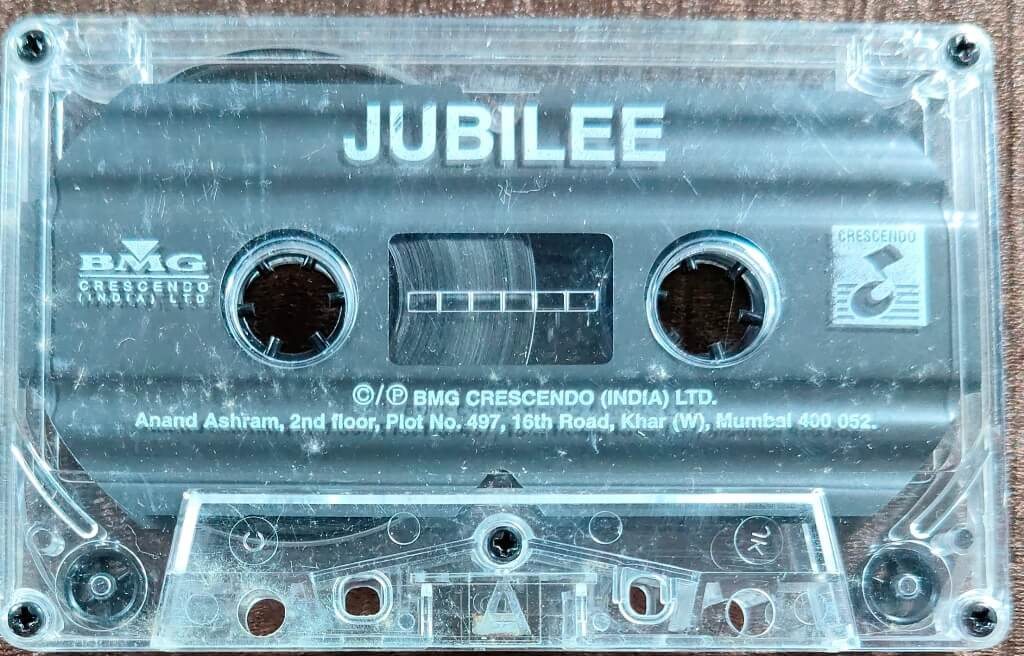 JUBILEE
BMG
CRESCENDO
(INDIA) LTD
CRESCENDO
©/℗ BMG CRESCENDO (INDIA) LTD.
Anand Ashram, 2nd floor, Plot No. 497, 16th Road, Khar (W), Mumbai 400 052.
C
JK
A